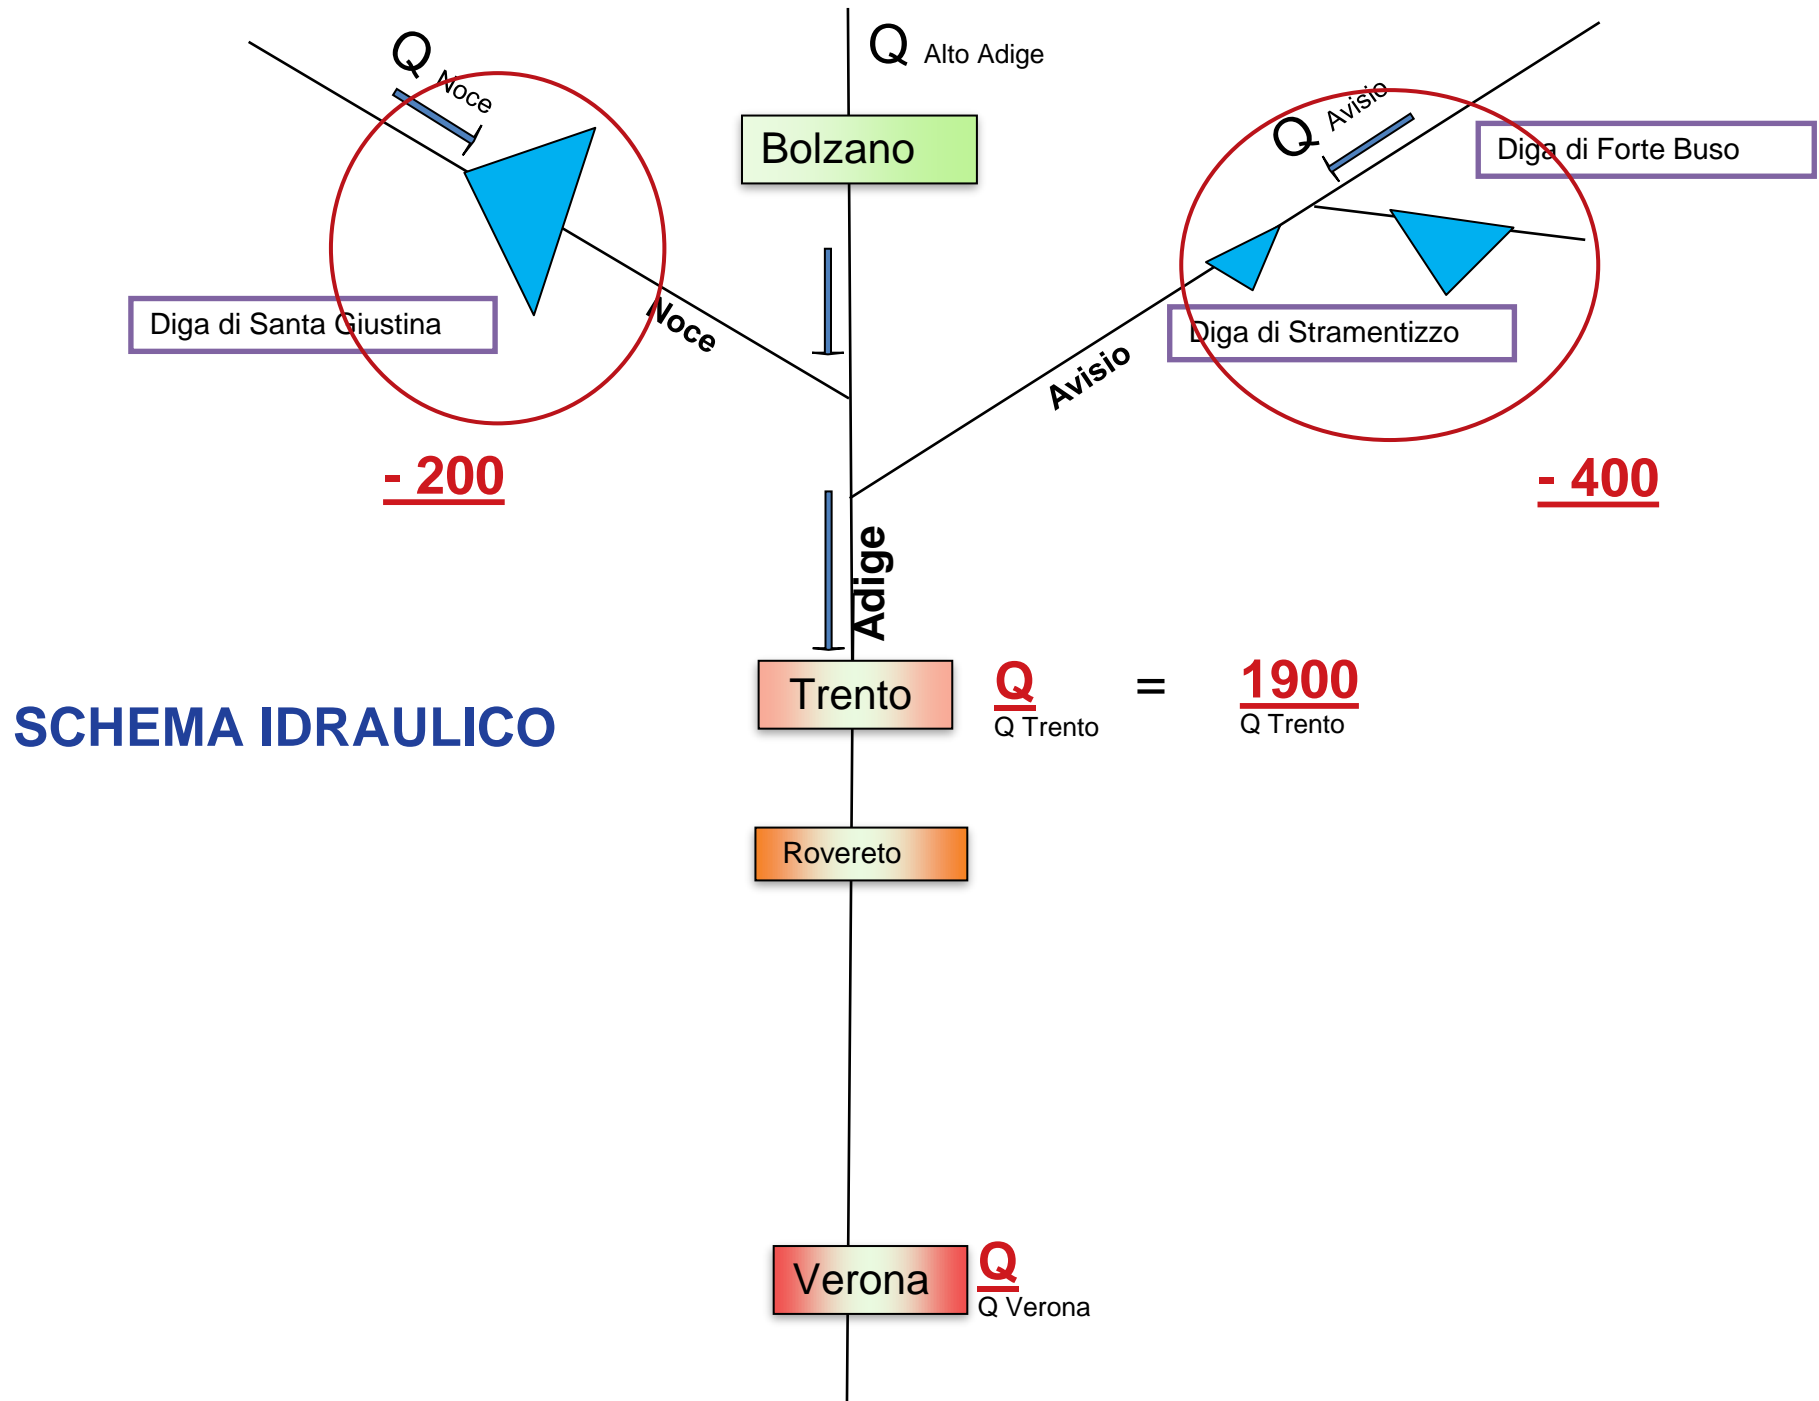 Q Noce
Q Alto Adige
Q Avisio
Bolzano
Diga di Forte Buso
Diga di Santa Giustina
Noce
Diga di Stramentizzo
Avisio
- 200
- 400
Adige
Trento
Q
Q Trento
=
1900
Q Trento
SCHEMA IDRAULICO
Rovereto
Verona
Q
Q Verona